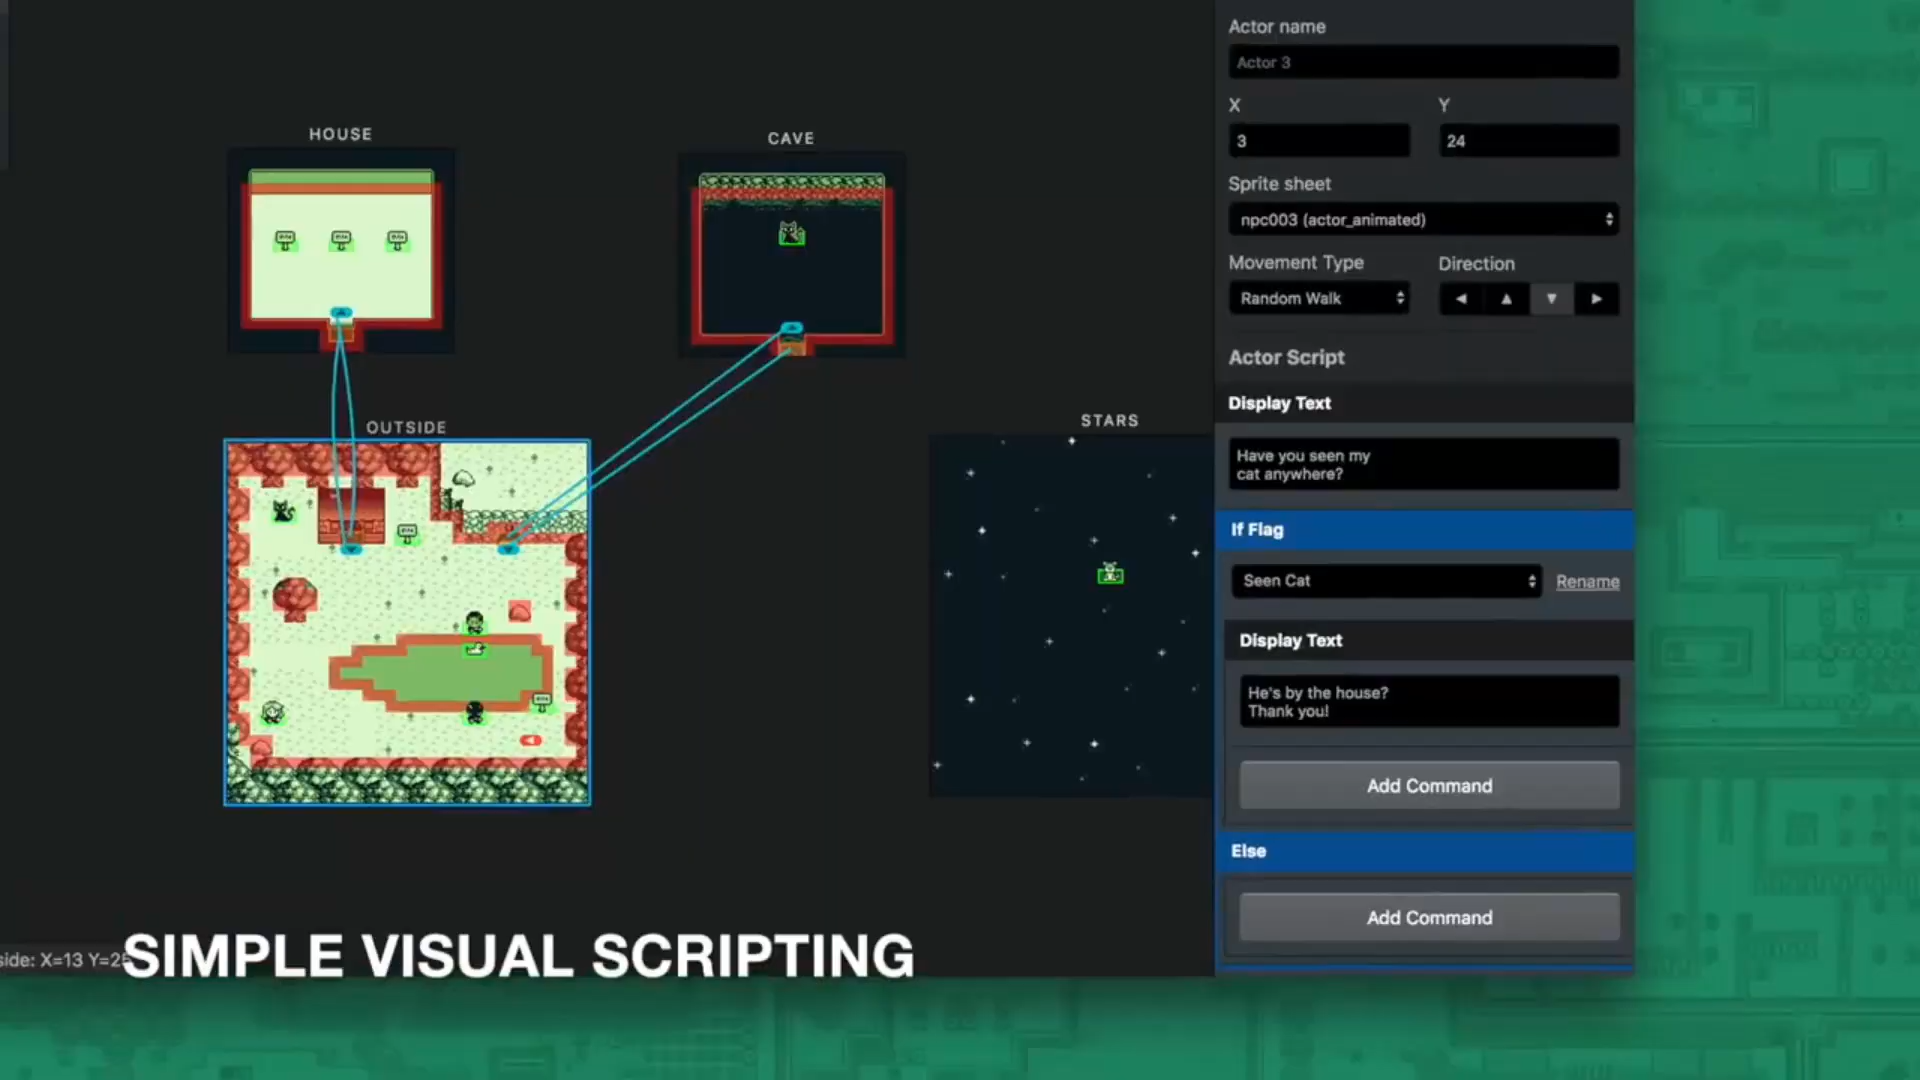 HOUSE
CAVE
OUTSIDE
STARS
Actor name
Actor 3
X
Y
3
24
Sprite sheet
npc003 (actor_animated)
Movement Type
Direction
Random Walk
Actor Script
Display Text
Have you seen my
cat anywhere?
If Flag
Seen Cat
Rename
Display Text
He's by the house?
Thank you!
Add Command
Else
Add Command
side: X=13 Y=2
SIMPLE VISUAL SCRIPTING